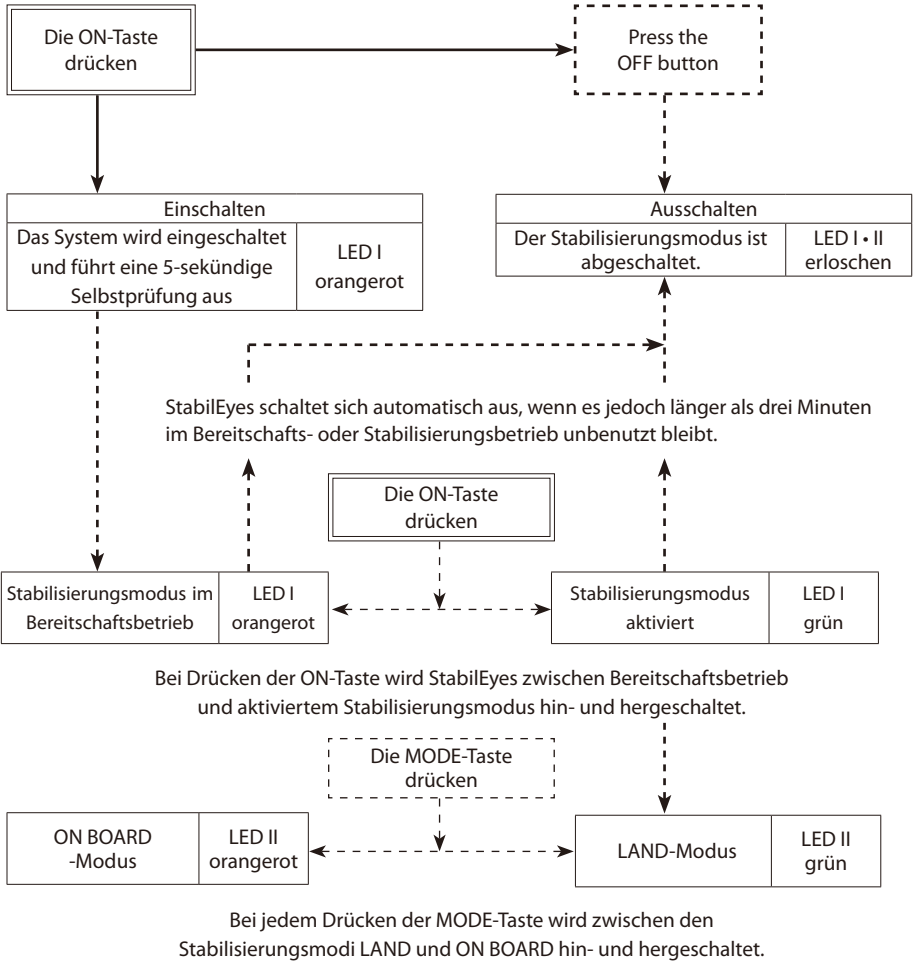 Die ON-Taste
drücken
Press the
OFF button
Einschalten
Das System wird eingeschaltet
und führt eine 5-sekündige
Selbstprüfung aus
LED I
orangerot
Ausschalten
Der Stabilisierungsmodus ist
abgeschaltet.
LED I • II
erloschen
StabilEyes schaltet sich automatisch aus, wenn es jedoch länger als drei Minuten
im Bereitschafts- oder Stabilisierungsbetrieb unbenutzt bleibt.
Die ON-Taste
drücken
Stabilisierungsmodus im
Bereitschaftsbetrieb
LED I
orangerot
Stabilisierungsmodus
aktiviert
LED I
grün
Bei Drücken der ON-Taste wird StabilEyes zwischen Bereitschaftsbetrieb
und aktiviertem Stabilisierungsmodus hin- und hergeschaltet.
Die MODE-Taste
drücken
ON BOARD
-Modus
LED II
orangerot
LAND-Modus
LED II
grün
Bei jedem Drücken der MODE-Taste wird zwischen den
Stabilisierungsmodi LAND und ON BOARD hin- und hergeschaltet.